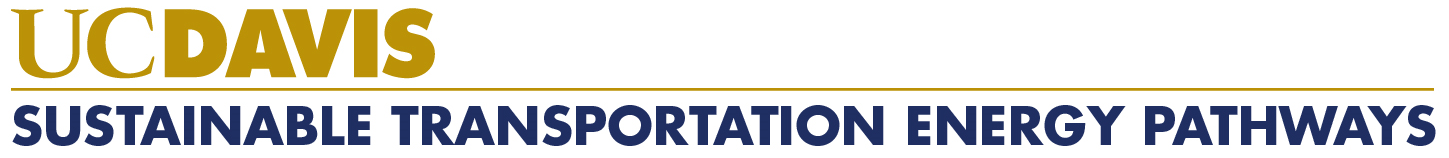 UCDAVIS
SUSTAINABLE TRANSPORTATION ENERGY PATHWAYS